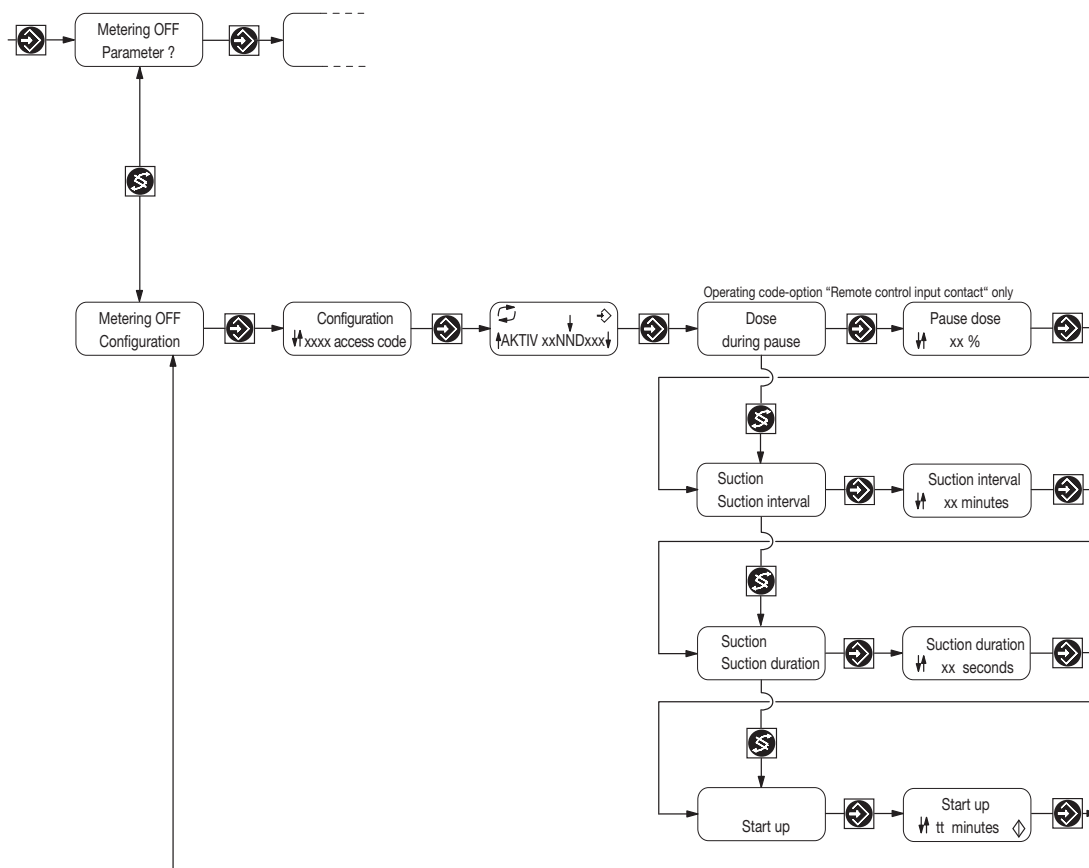 Metering OFF
Parameter ?
Metering OFF
Configuration
Configuration
xxxx access code
AKTIV xxNNDxxx
Operating code-option “Remote control input contact“ only
Dose
during pause
Pause dose
xx %
Suction
Suction interval
Suction interval
xx minutes
Suction
Suction duration
Suction duration
xx seconds
Start up
Start up
tt minutes